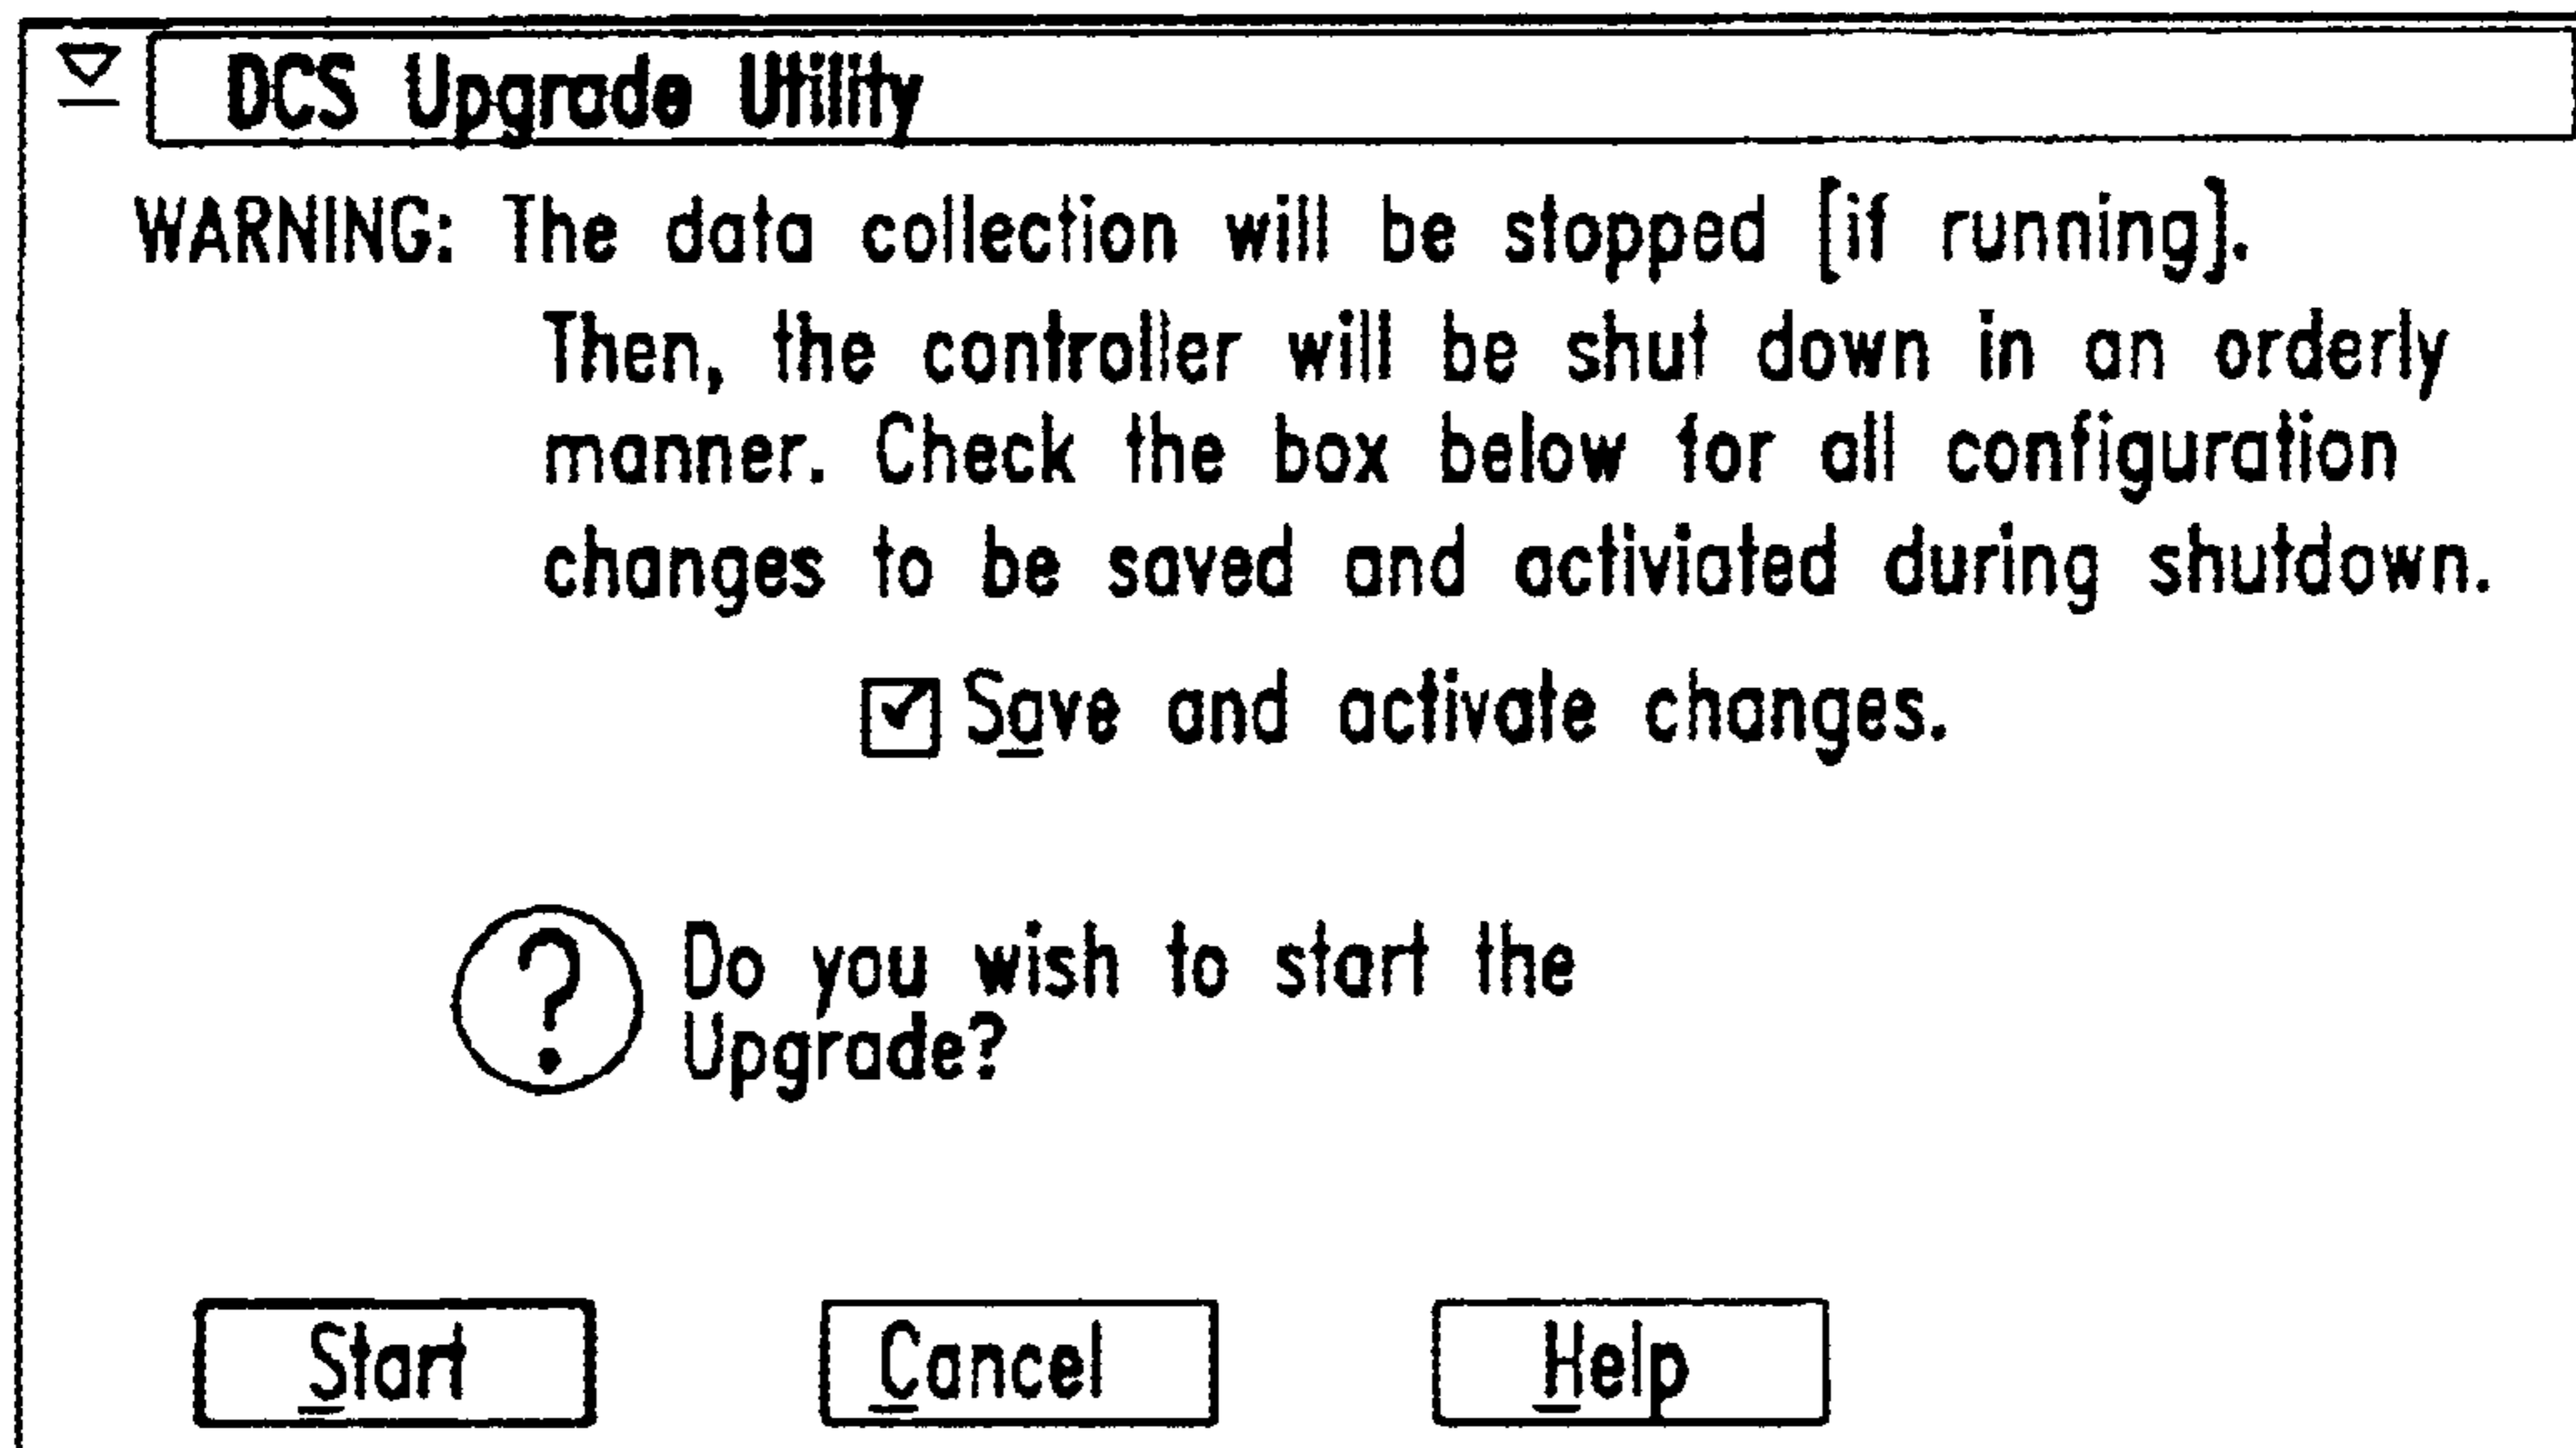 DCS Upgrade Utility
WARNING: The data collection will be stopped [if running].
Then, the controller will be shut down in an orderly
manner. Check the box below for all configuration
changes to be saved and activiated during shutdown.
Save and activate changes.
Do you wish to start the
Upgrade?
Start Cancel Help